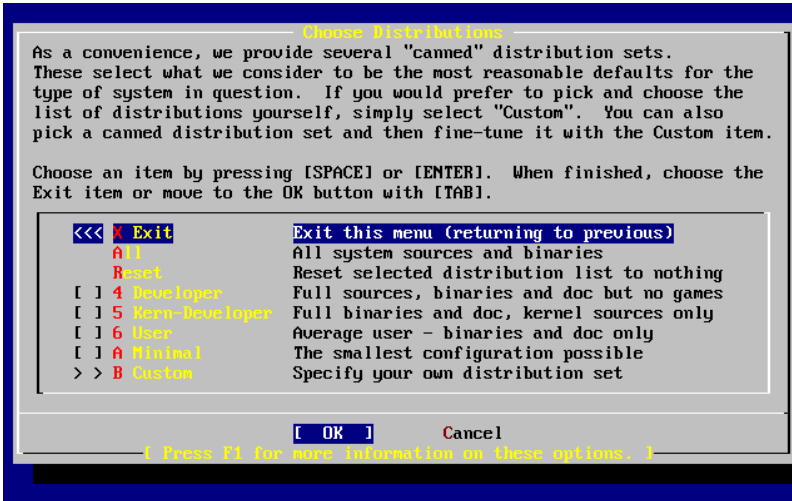 Choose Distributions
As a convenience, we provide several "canned" distribution sets.
These select what we consider to be the most reasonable defaults for the
type of system in question.  If you would prefer to pick and choose the
list of distributions yourself, simply select "Custom".  You can also
pick a canned distribution set and then fine-tune it with the Custom item.
Choose an item by pressing [SPACE] or [ENTER].  When finished, choose the
Exit item or move to the OK button with [TAB].
<<< X Exit Exit this menu (returning to previous)
All All system sources and binaries
Reset Reset selected distribution list to nothing
[ ] 4 Developer Full sources, binaries and doc but no games
[ ] 5 Kern-Developer Full binaries and doc, kernel sources only
[ ] 6 User Average user - binaries and doc only
[ ] A Minimal The smallest configuration possible
> > B Custom Specify your own distribution set
[ OK ] Cancel
[ Press F1 for more information on these options. ]